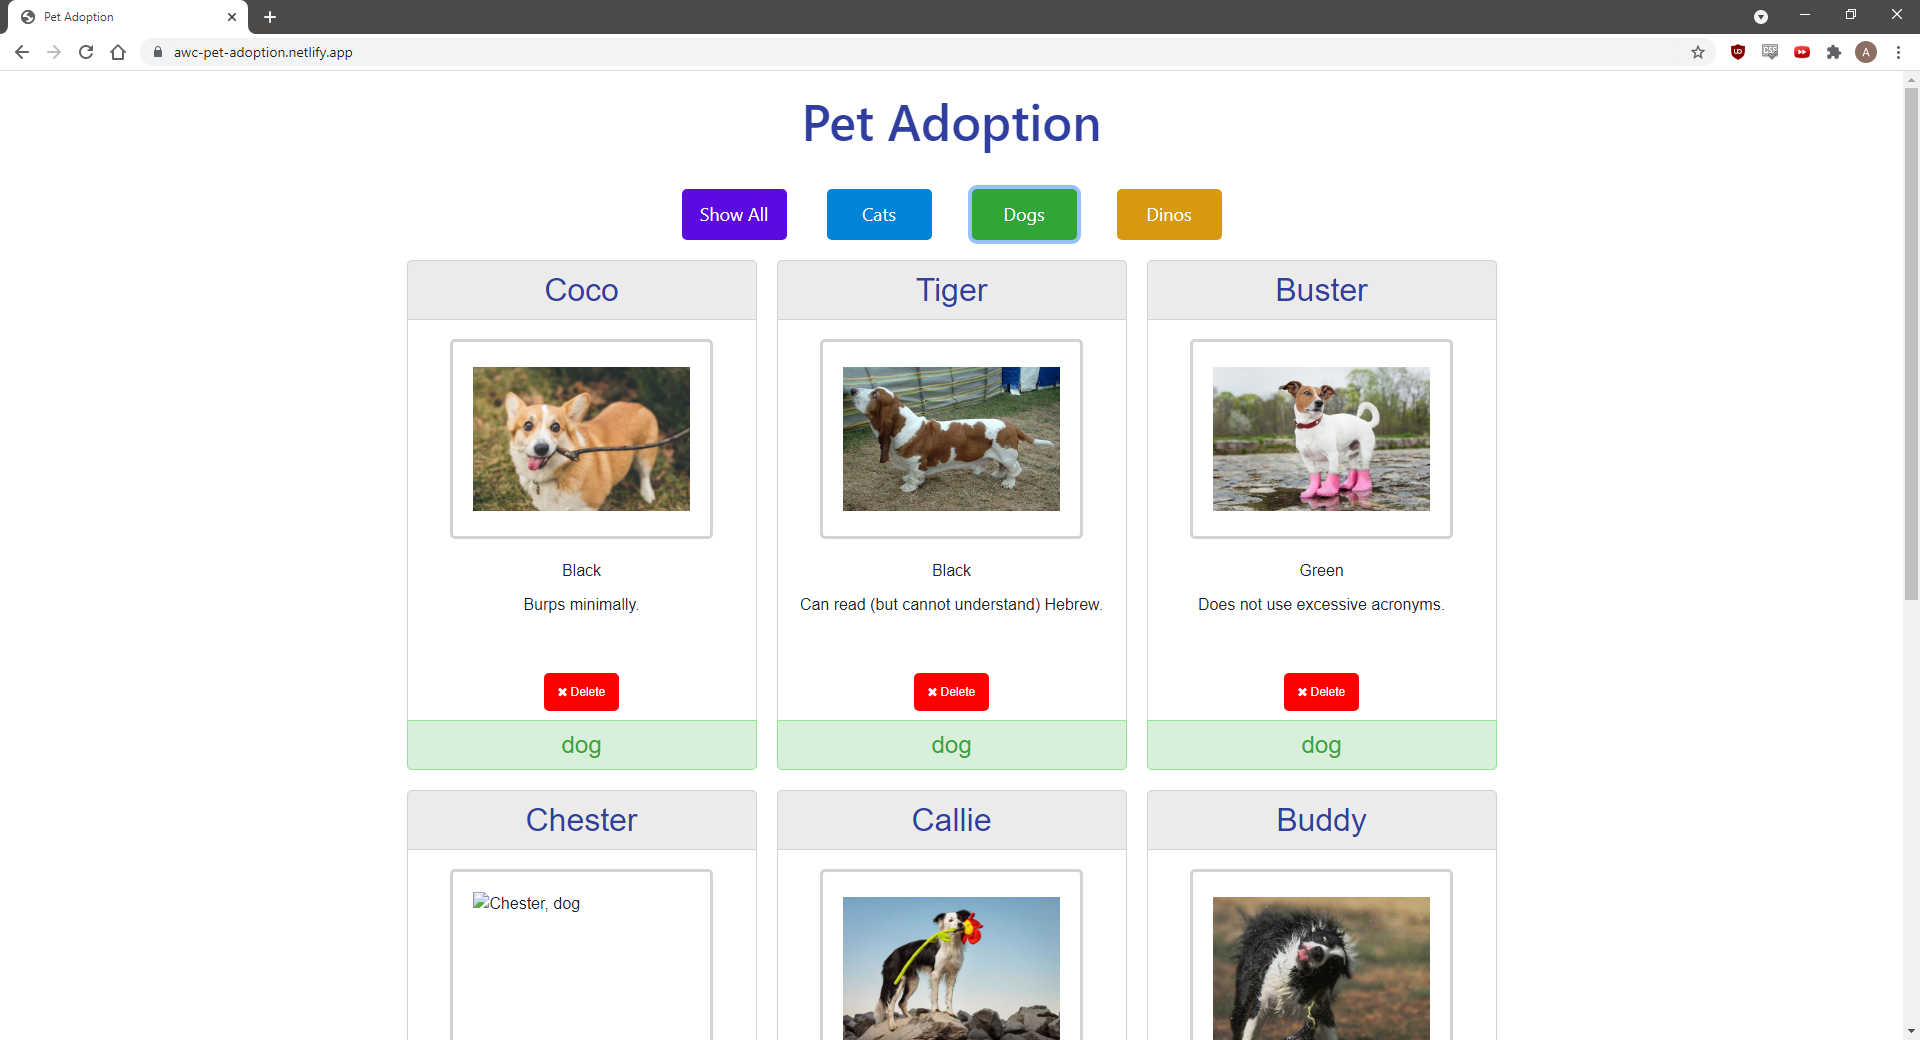 Pet Adoption
awc-pet-adoption.netlify.app
A
Pet Adoption
Show All
Cats
Dogs
Dinos
Coco
Tiger
Buster
Black
Black
Green
Burps minimally.
Can read (but cannot understand) Hebrew.
Does not use excessive acronyms.
✖ Delete
✖ Delete
✖ Delete
dog
dog
dog
Chester
Callie
Buddy
Chester, dog